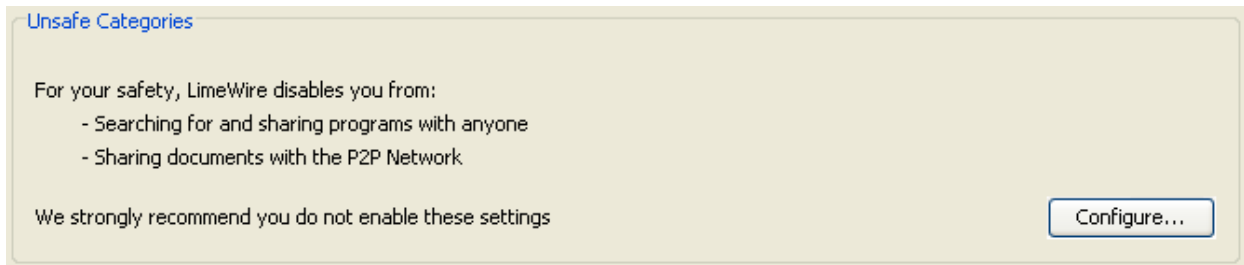 Unsafe Categories
For your safety, LimeWire disables you from:
- Searching for and sharing programs with anyone
- Sharing documents with the P2P Network
We strongly recommend you do not enable these settings
Configure...